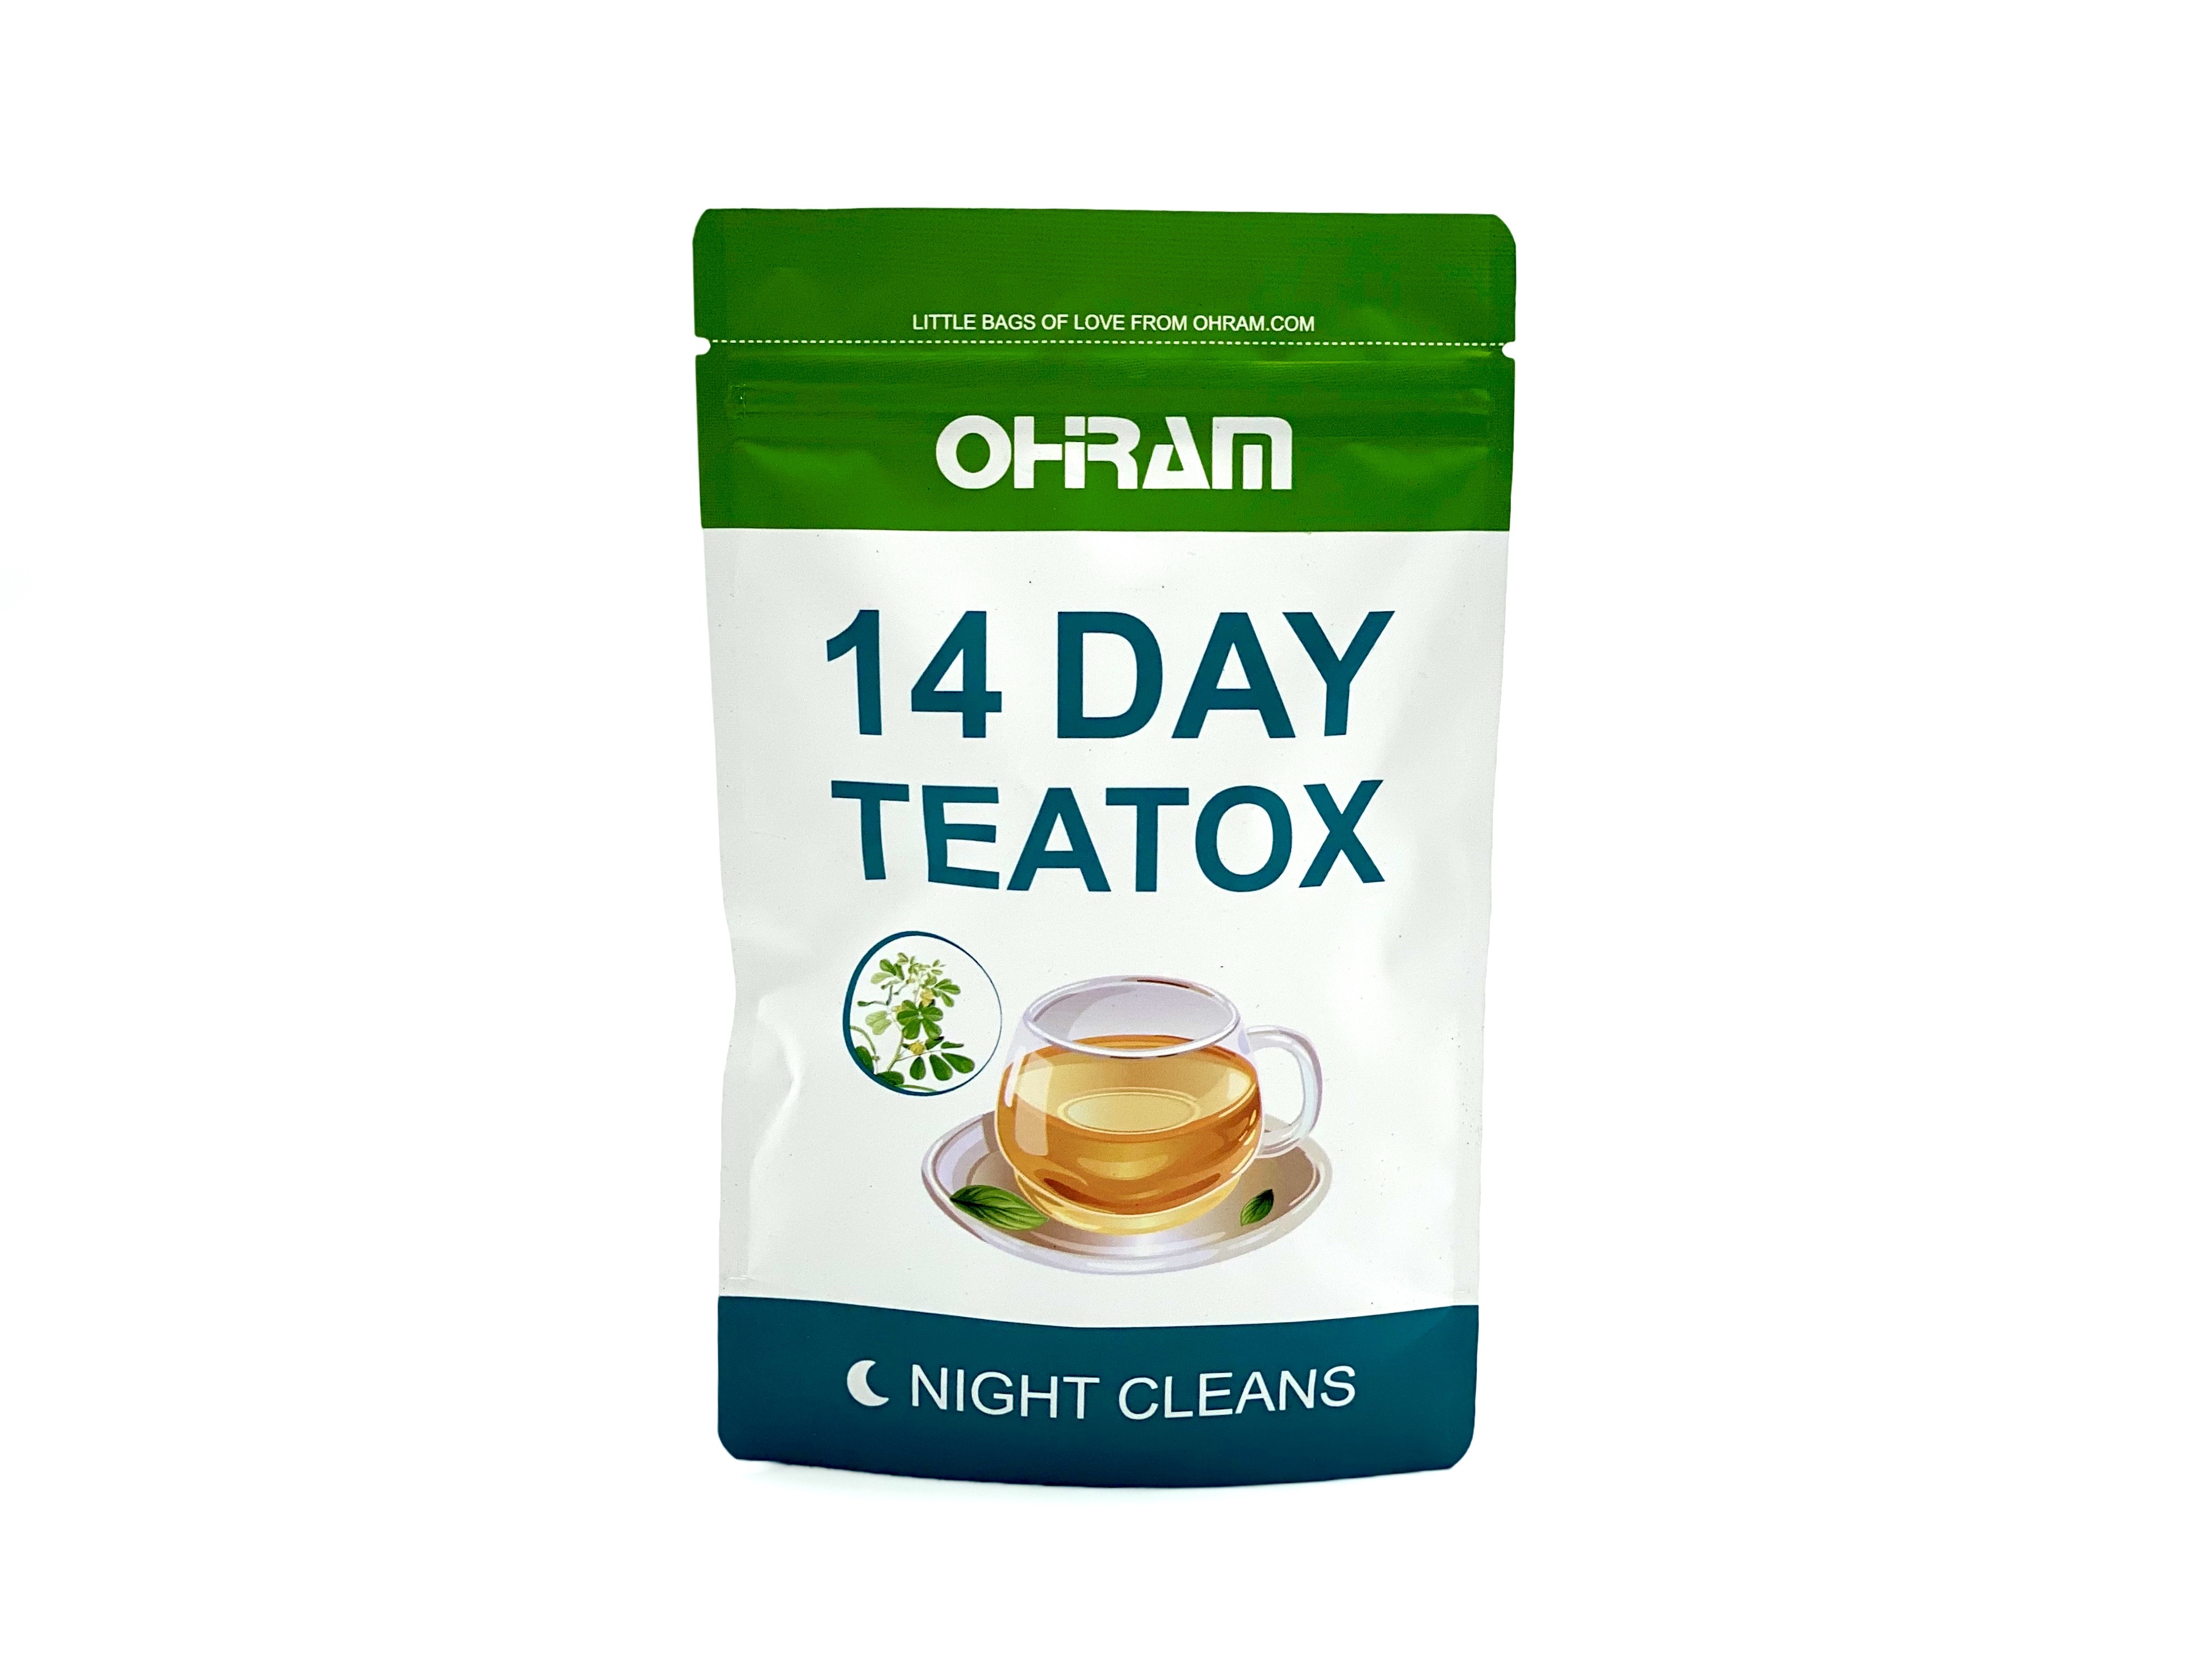 LITTLE BAGS OF LOVE FROM OHRAM.COM
OHRAM
14 DAY
TEATOX
NIGHT CLEANS